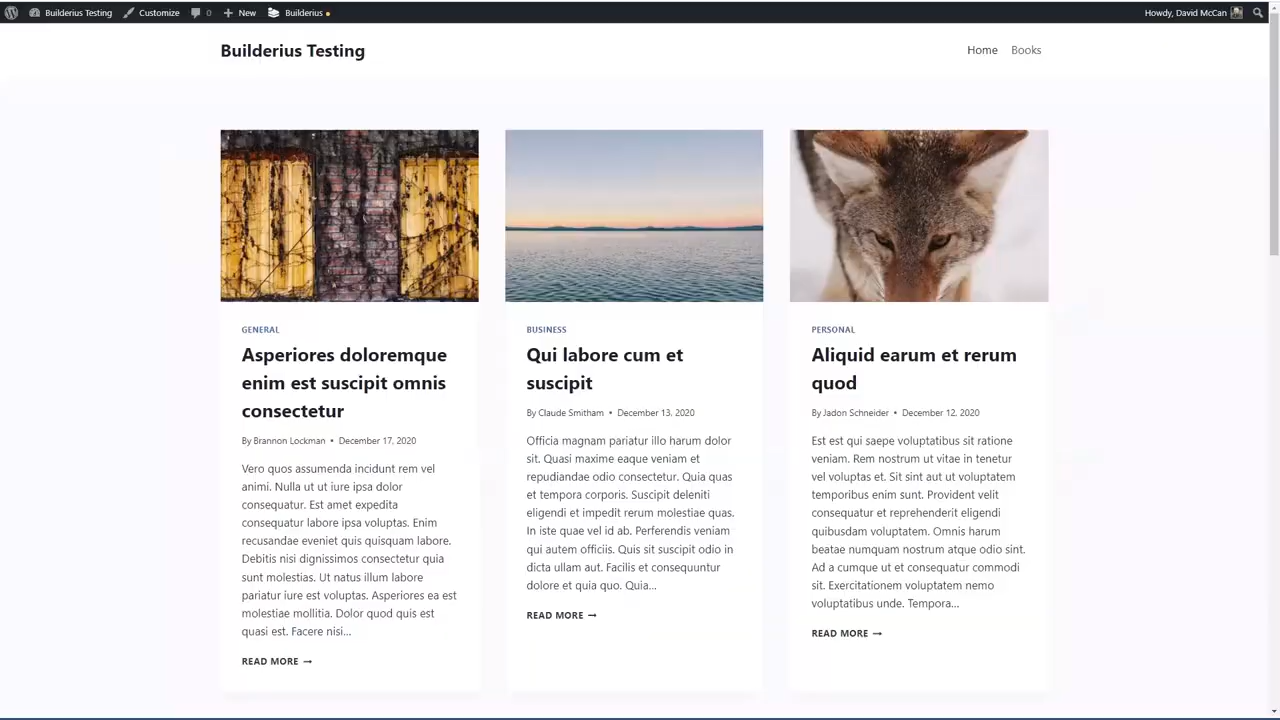 Builderius Testing
Customize
0
New
Builderius
Howdy, David McCan
Builderius Testing
Home
Books
GENERAL
Asperiores doloremque
enim est suscipit omnis
consectetur
By Brannon Lockman • December 17, 2020
Vero quos assumenda incidunt rem vel
animi. Nulla ut ut iure ipsa dolor
consequatur. Est amet expedita
consequatur labore ipsa voluptas. Enim
recusandae eveniet quis quisquam labore.
Debitis nisi dignissimos consectetur quia
sunt molestias. Ut natus illum labore
pariatur iure est voluptas. Asperiores ea est
molestiae mollitia. Dolor quod quis est
quasi est. Facere nisi...
READ MORE →
BUSINESS
Qui labore cum et
suscipit
By Claude Smitham • December 13, 2020
Officia magnam pariatur illo harum dolor
sit. Quasi maxime eaque veniam et
repudiandae odio consectetur. Quia quas
et tempora corporis. Suscipit deleniti
eligendi et impedit rerum molestiae quas.
In iste quae vel id ab. Perferendis veniam
qui autem officiis. Quis sit suscipit odio in
dicta ullam aut. Facilis et consequuntur
dolore et quia quo. Quia...
READ MORE →
PERSONAL
Aliquid earum et rerum
quod
By Jadon Schneider • December 12, 2020
Est est qui saepe voluptatibus sit ratione
veniam. Rem nostrum ut vitae in tenetur
vel voluptas et. Sit sint aut ut dolorem
temporibus enim sunt. Provident velit
consequatur et reprehenderit eligendi
quibusdam voluptatem. Omnis harum
beatae numquam nostrum atque odio sint.
Ad a cumque ut et consequatur commodi
sit. Exercitationem voluptatem nemo
voluptatibus unde. Tempora...
READ MORE →